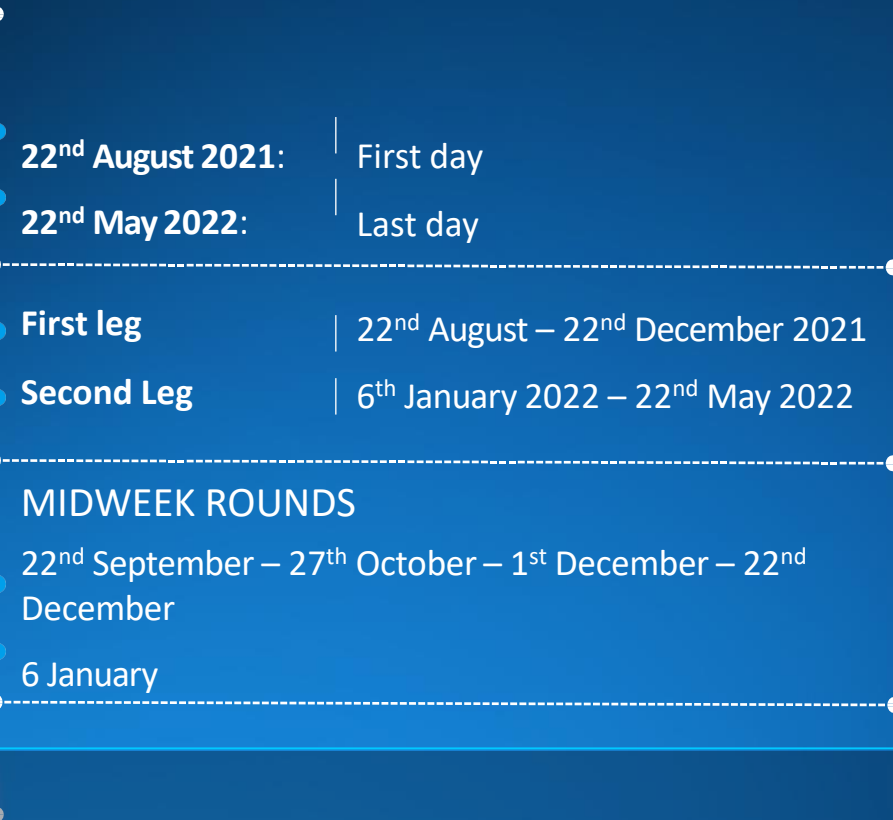 22nd August 2021: First day
22nd May 2022: Last day
First leg 22nd August – 22nd December 2021
Second Leg 6th January 2022 – 22nd May 2022
MIDWEEK ROUNDS
22nd September – 27th October – 1st December – 22nd
December
6 January